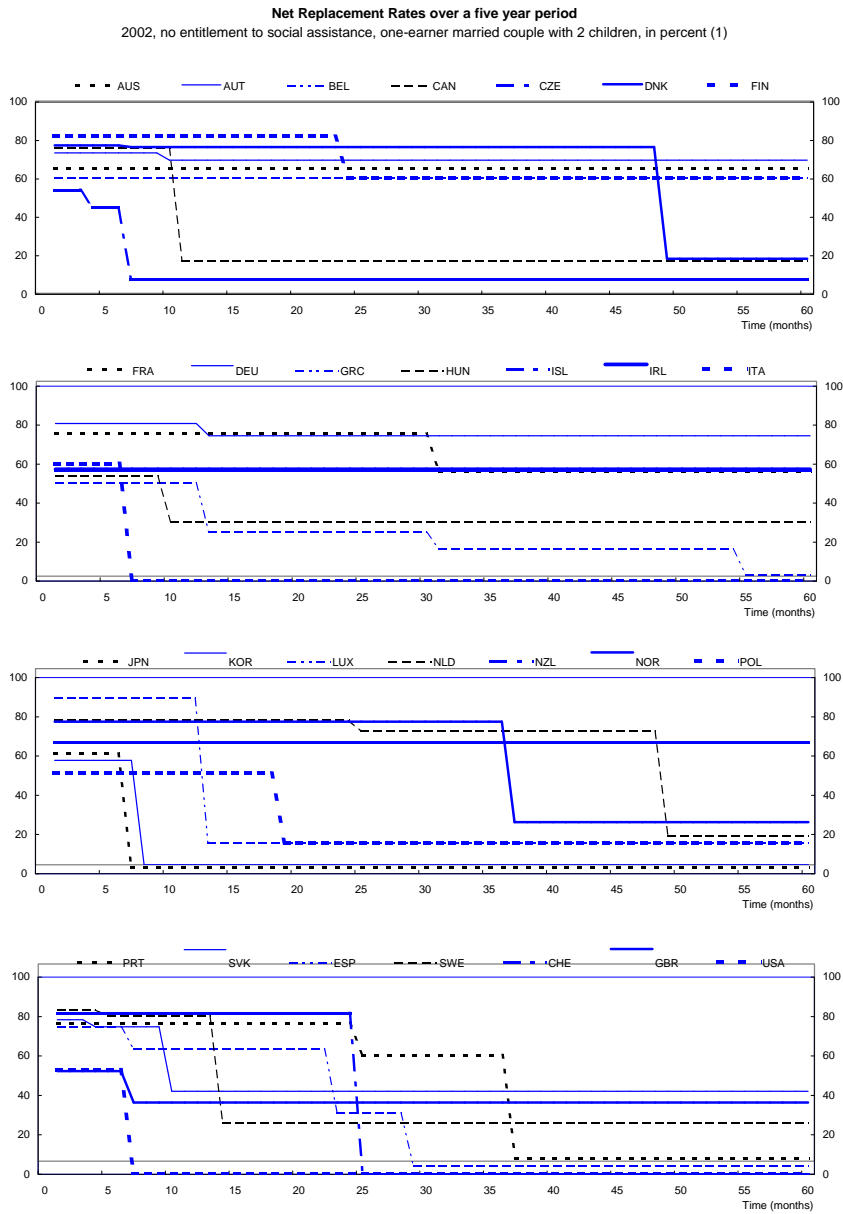 Net Replacement Rates over a five year period
2002, no entitlement to social assistance, one-earner married couple with 2 children, in percent (1)
AUS AUT BEL CAN CZE DNK FIN
100 100
80 80
60 60
40 40
20 20
0 0
0 5 10 15 20 25 30 35 40 45 50 55 60
Time (months)
FRA DEU GRC HUN ISL IRL ITA
100 100
80 80
60 60
40 40
20 20
0 0
0 5 10 15 20 25 30 35 40 45 50 55 60
Time (months)
JPN KOR LUX NLD NZL NOR POL
100 100
80 80
60 60
40 40
20 20
0 0
0 5 10 15 20 25 30 35 40 45 50 55 60
Time (months)
PRT SVK ESP SWE CHE GBR USA
100 100
80 80
60 60
40 40
20 20
0 0
0 5 10 15 20 25 30 35 40 45 50 55 60
Time (months)